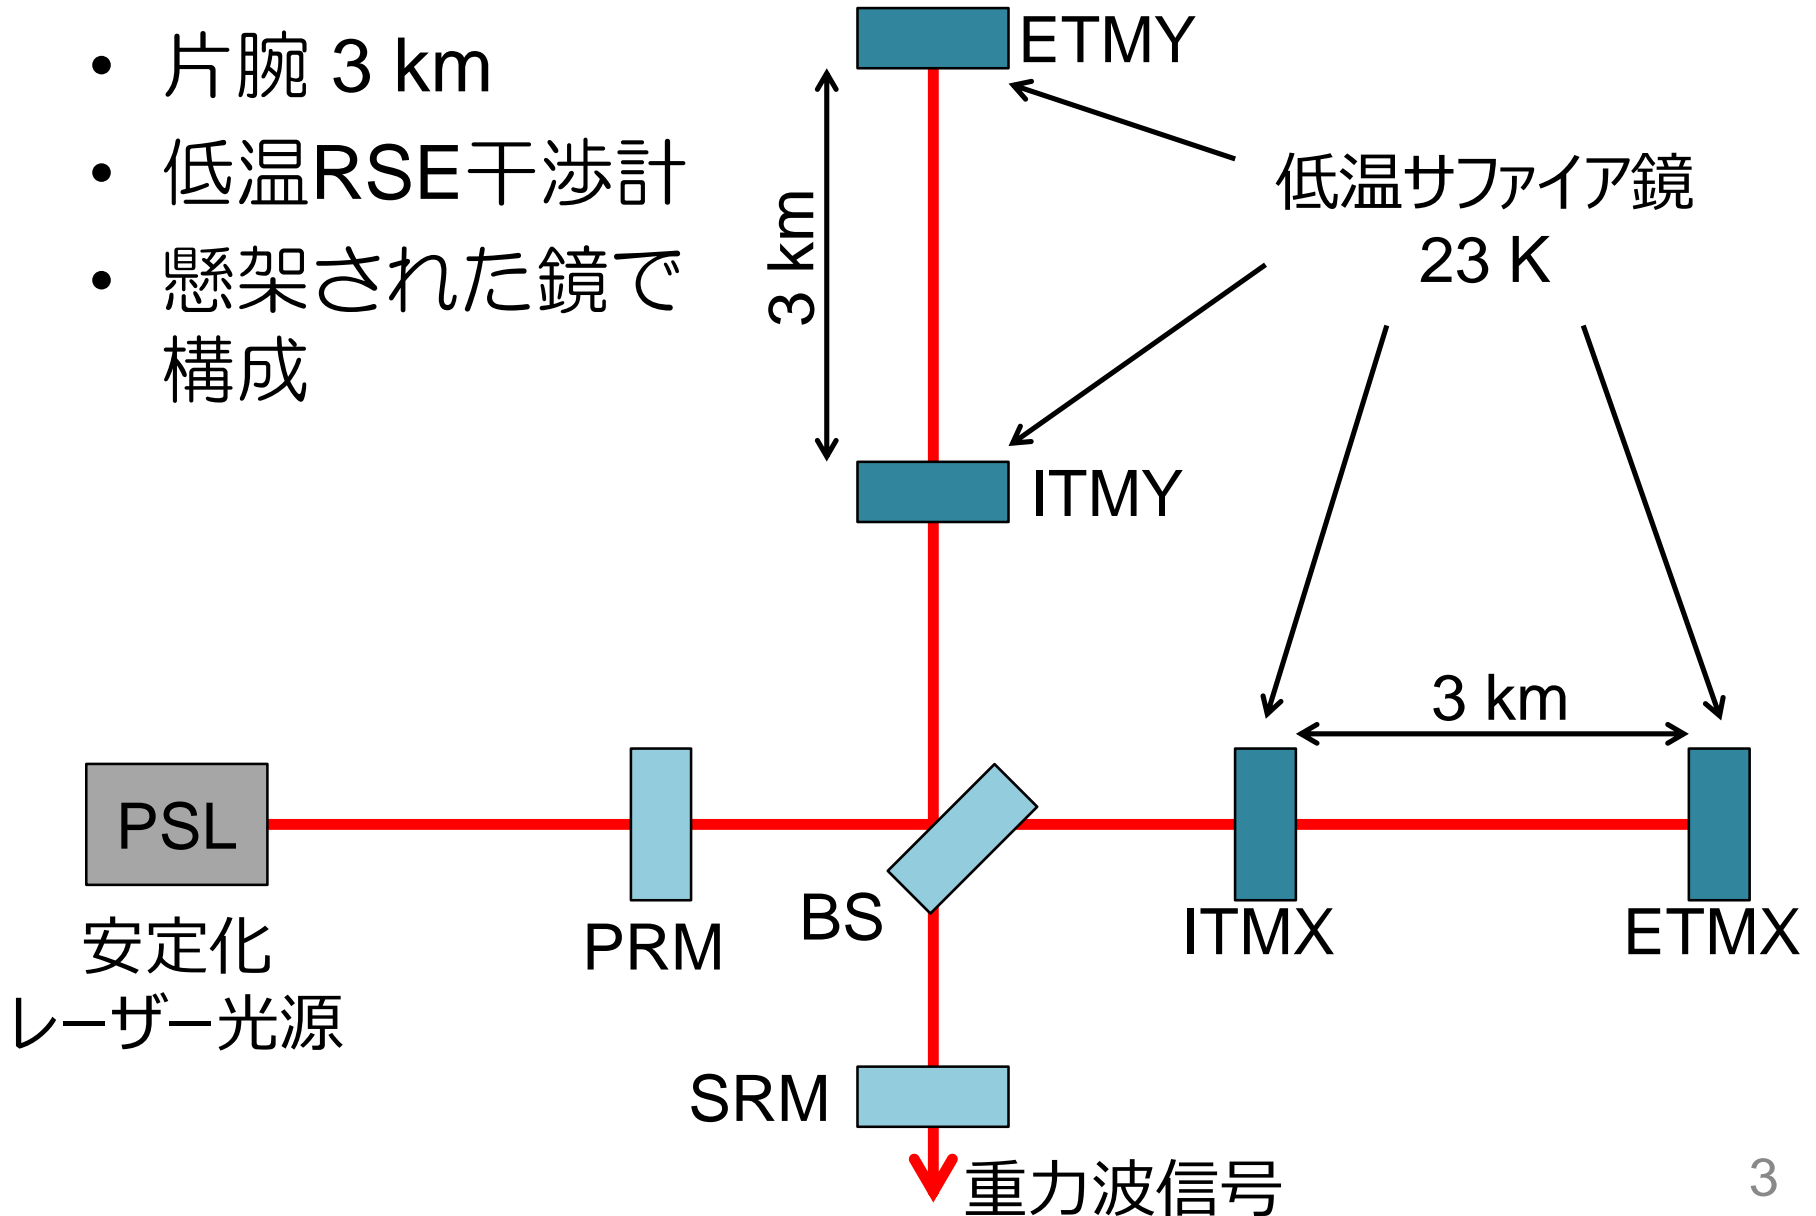 • 片腕 3 km
• 低温RSE干渉計
• 懸架された鏡で
構成
ETMY
3 km
低温サファイア鏡
23 K
ITMY
3 km
PSL
安定化
レーザー光源
PRM
BS
ITMX
ETMX
SRM
重力波信号
3